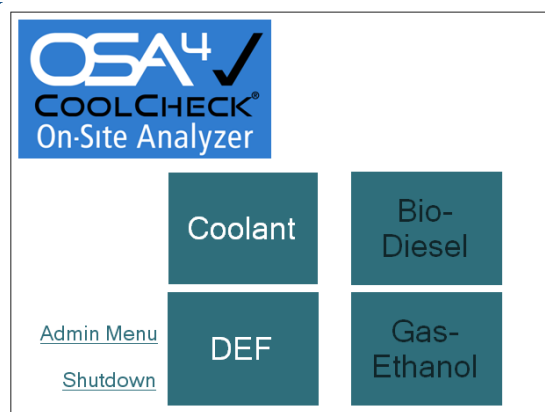 OSA4
COOLCHECK®
On-Site Analyzer
Coolant
Bio-
Diesel
Admin Menu
Shutdown
DEF
Gas-
Ethanol